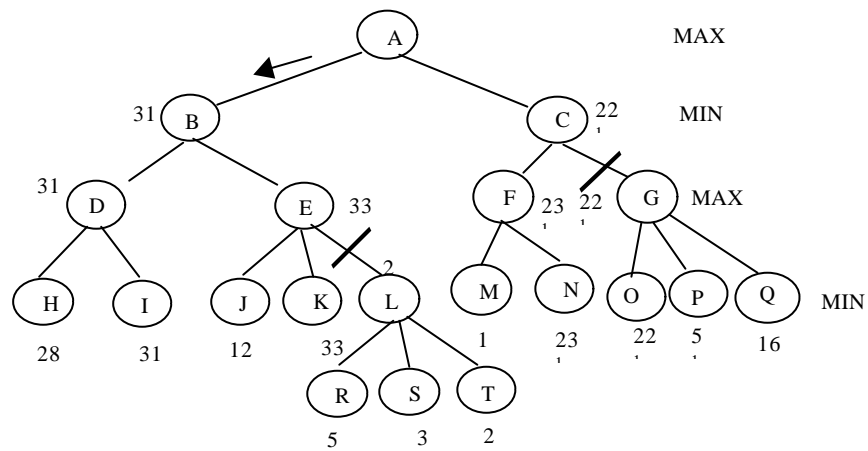 A MAX
31 B C 22 MIN
31 D E 33 F 23 22 G MAX
2
H I J K L M N O P Q MIN
28 31 12 33 1 23 22 5 16
R S T
5 3 2